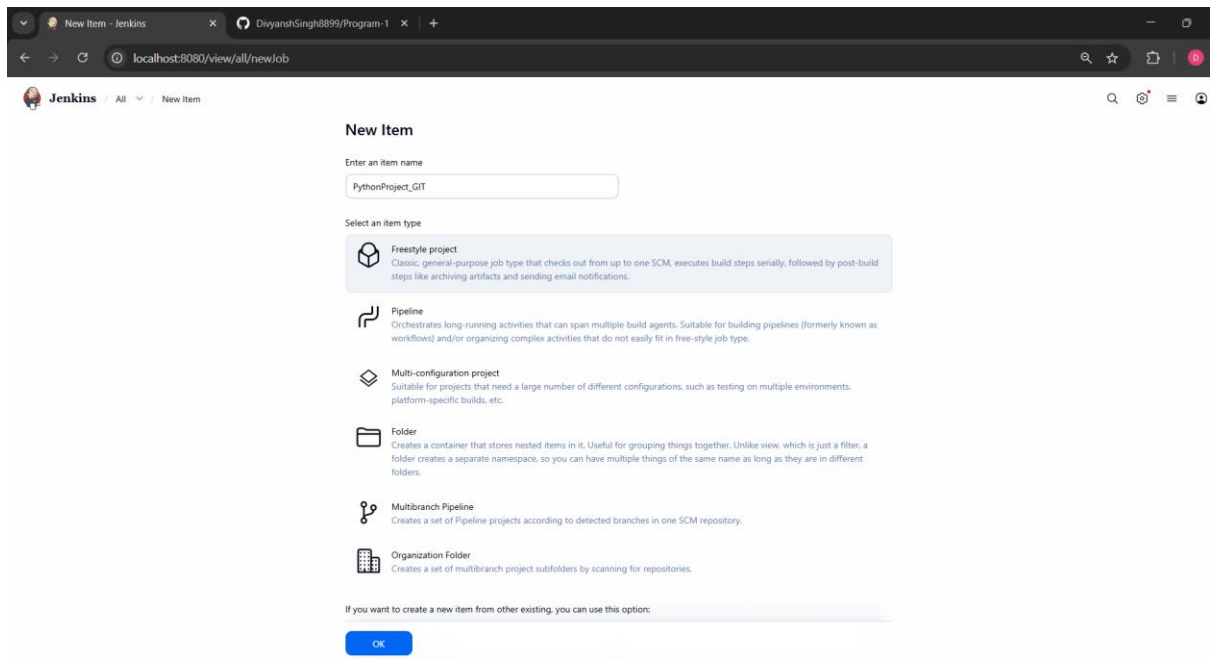 New Item - Jenkins
DivyanshSingh8899/Program-1
localhost:8080/view/all/newJob
D
Jenkins / All / New Item
New Item
Enter an item name
PythonProject_GIT
Select an item type
Freestyle project
Classic, general-purpose job type that checks out from up to one SCM, executes build steps serially, followed by post-build
steps like archiving artifacts and sending email notifications.
Pipeline
Orchestrates long-running activities that can span multiple build agents. Suitable for building pipelines (formerly known as
workflows) and/or organizing complex activities that do not easily fit in free-style job type.
Multi-configuration project
Suitable for projects that need a large number of different configurations, such as testing on multiple environments,
platform-specific builds, etc.
Folder
Creates a container that stores nested items in it. Useful for grouping things together. Unlike view, which is just a filter, a
folder creates a separate namespace, so you can have multiple things of the same name as long as they are in different
folders.
Multibranch Pipeline
Creates a set of Pipeline projects according to detected branches in one SCM repository.
Organization Folder
Creates a set of multibranch project subfolders by scanning for repositories.
If you want to create a new item from other existing, you can use this option:
OK